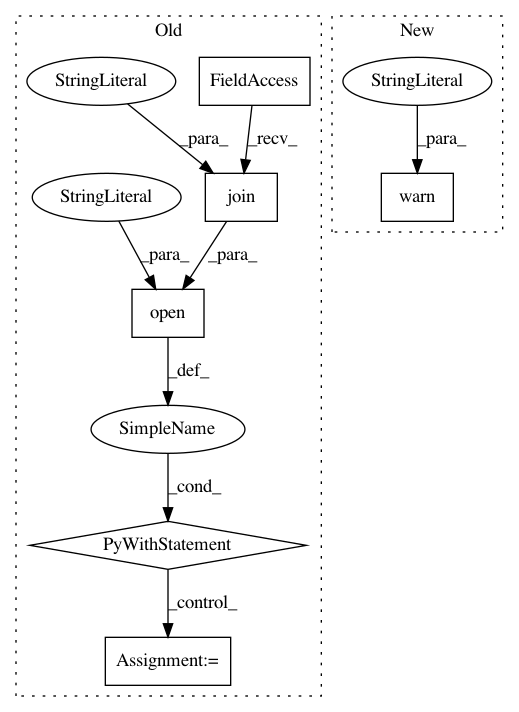 Old
New
StringLiteral
FieldAccess
StringLiteral
_para_
_recv_
_para_
StringLiteral
join
warn
_para_
_para_
open
_def_
SimpleName
_cond_
PyWithStatement
_control_
Assignment:=